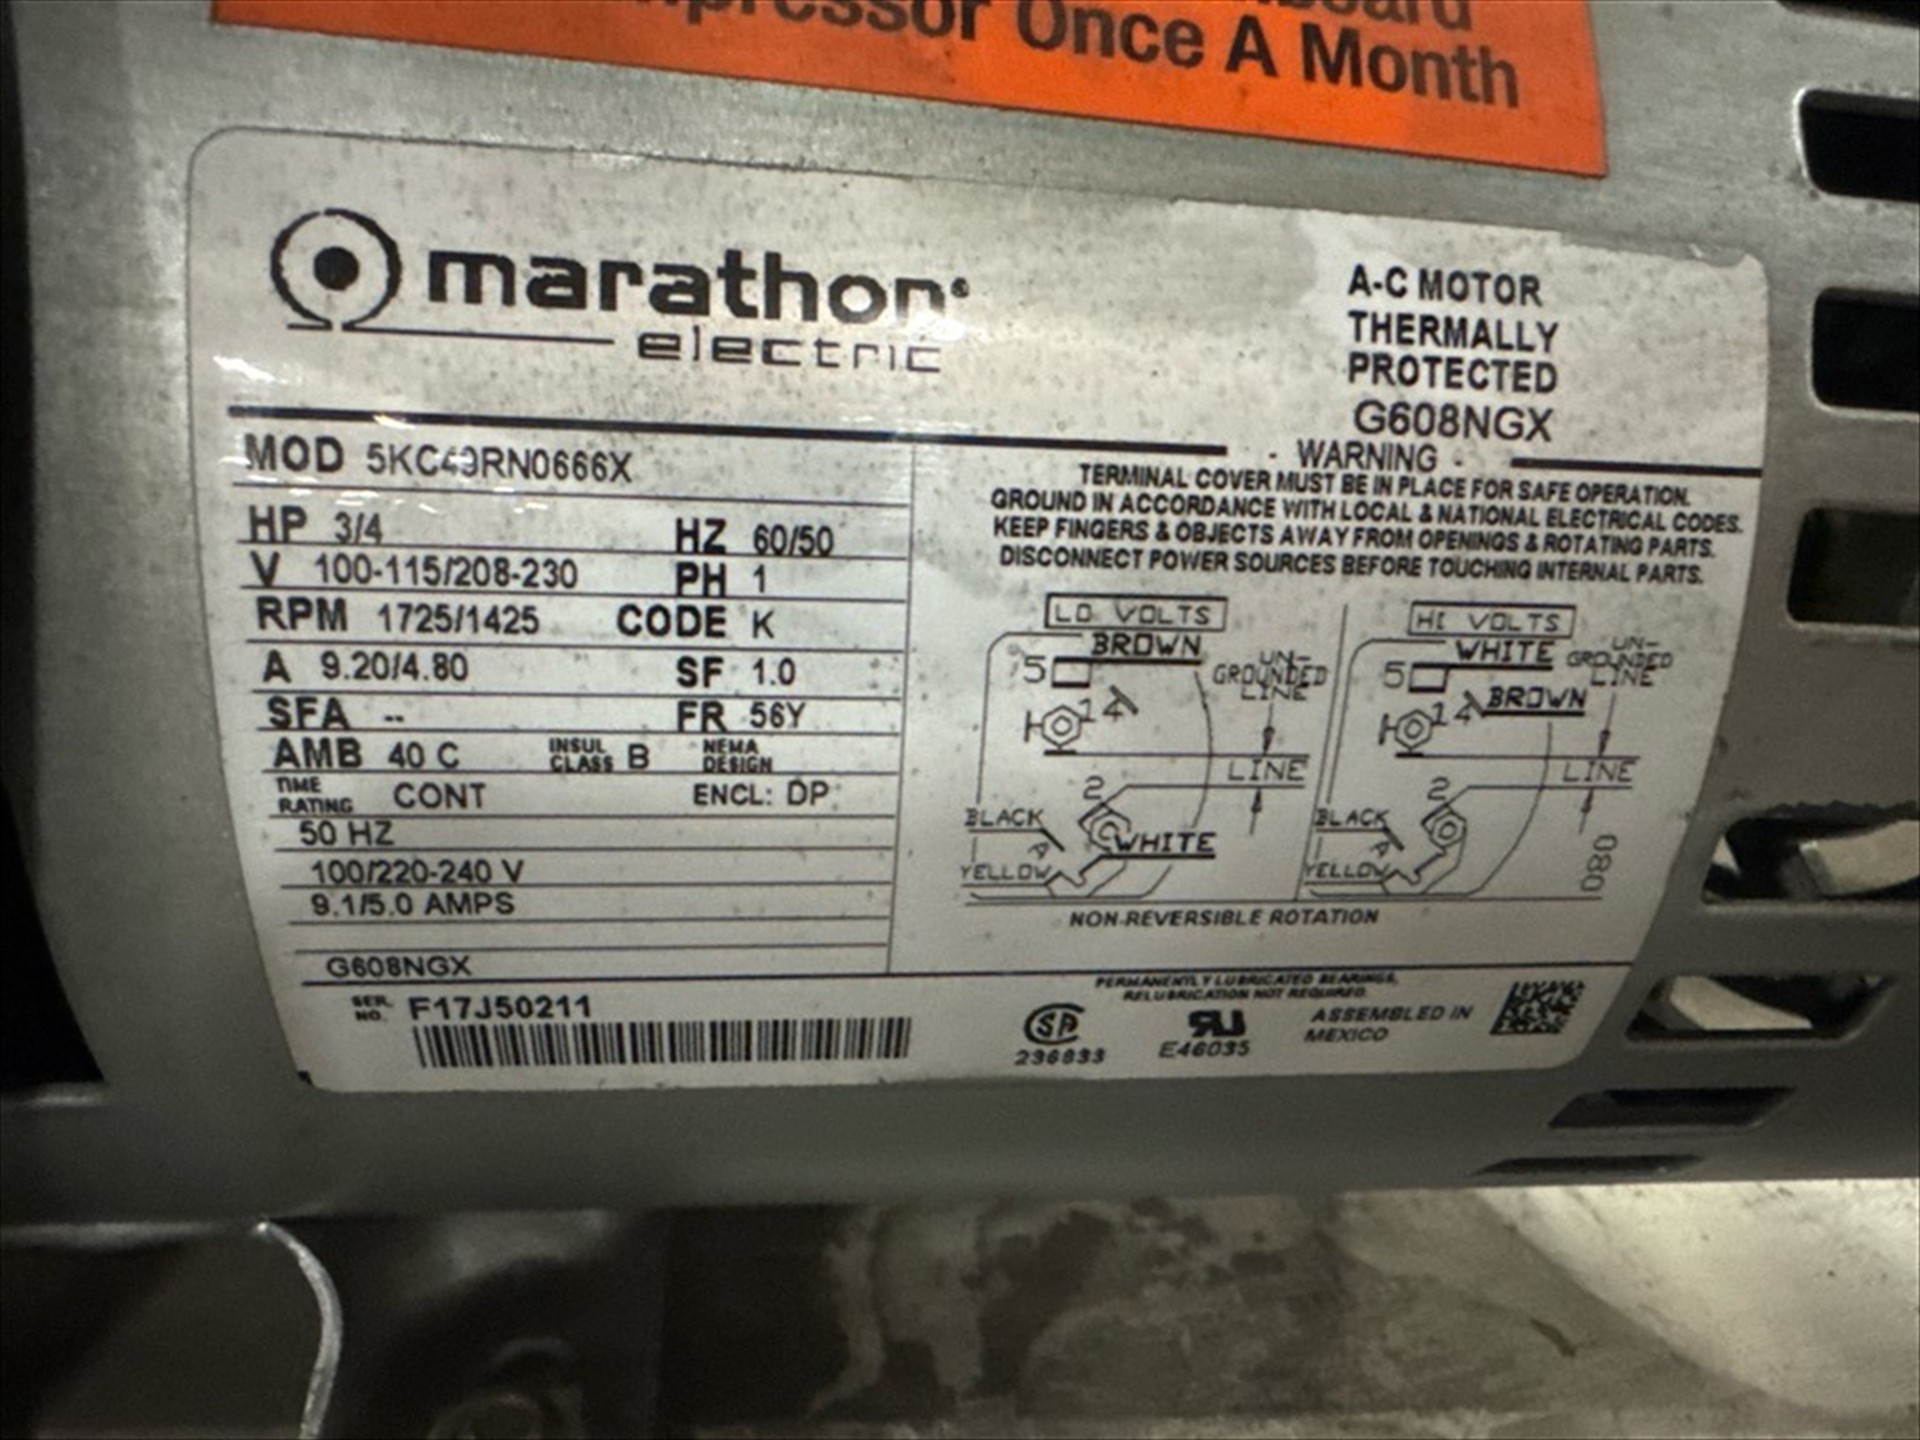 Once A Month
marathon
electric
A-C MOTOR
THERMALLY
PROTECTED
G608NGX
MOD 5KC49RN0666X
HP 3/4 HZ 60/50
V 100-115/208-230 PH 1
RPM 1725/1425 CODE K
A 9.20/4.80 SF 1.0
SFA -- FR 56Y
AMB 40 C INSUL CLASS B NEMA DESIGN
TIME RATING CONT ENCL: DP
50 HZ
100/220-240 V
9.1/5.0 AMPS
G608NGX
SER. NO. F17J50211
- WARNING -
TERMINAL COVER MUST BE IN PLACE FOR SAFE OPERATION.
GROUND IN ACCORDANCE WITH LOCAL & NATIONAL ELECTRICAL CODES.
KEEP FINGERS & OBJECTS AWAY FROM OPENINGS & ROTATING PARTS.
DISCONNECT POWER SOURCES BEFORE TOUCHING INTERNAL PARTS.
LO VOLTS
BROWN
5
UN-
GROUNDED
LINE
14
LINE
2
BLACK
A
WHITE
YELLOW
HI VOLTS
WHITE
5
UN-
GROUNDED
LINE
BROWN
14
LINE
2
BLACK
A
YELLOW
080
NON-REVERSIBLE ROTATION
PERMANENTLY LUBRICATED BEARINGS,
RELUBRICATION NOT REQUIRED
236833
E46035
ASSEMBLED IN
MEXICO